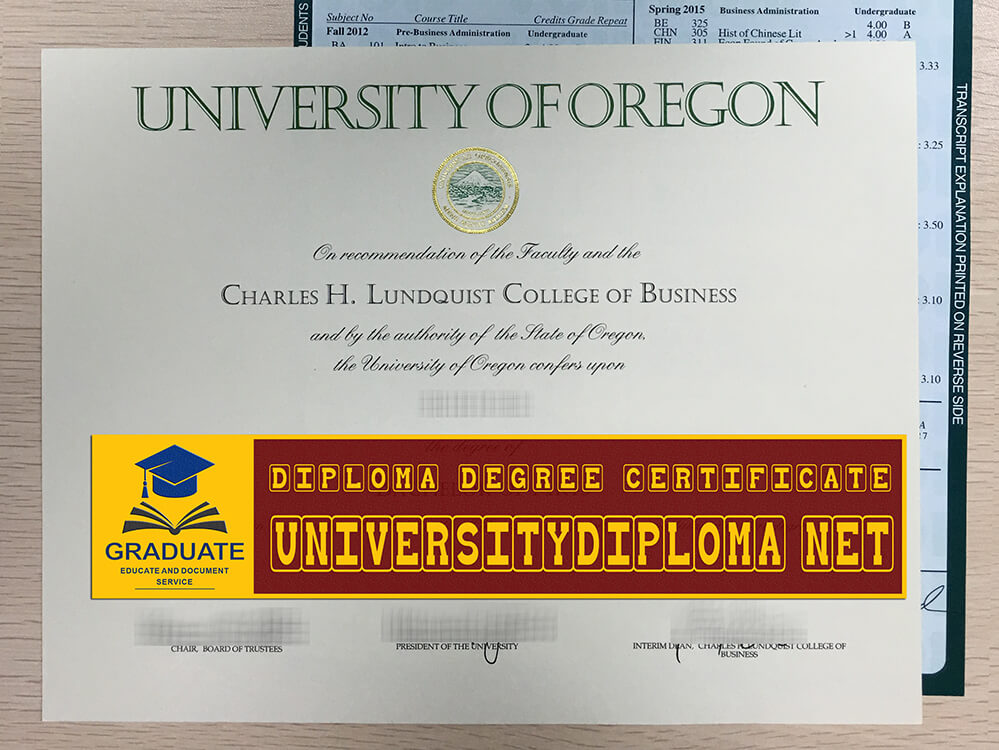 Subject No Course Title Credits Grade Repeat
Fall 2012 Pre-Business Administration Undergraduate
BA 101 Intro to Business
Spring 2015 Business Administration Undergraduate
BE 325 4.00 B
CHN 305 Hist of Chinese Lit >1 4.00 A
FIN 311
UDENTS
3.33
: 3.25
: 3.50
: 3.10
3.10
TRANSCRIPT EXPLANATION PRINTED ON REVERSE SIDE
UNIVERSITY OF OREGON
On recommendation of the Faculty and the
CHARLES H. LUNDQUIST COLLEGE OF BUSINESS
and by the authority of the State of Oregon,
the University of Oregon confers upon
the degree of
DIPLOMA DEGREE CERTIFICATE
UNIVERSITYDIPLOMA NET
GRADUATE
EDUCATE AND DOCUMENT
SERVICE
CHAIR, BOARD OF TRUSTEES
PRESIDENT OF THE UNIVERSITY
INTERIM DEAN, CHARLES H. LUNDQUIST COLLEGE OF
BUSINESS